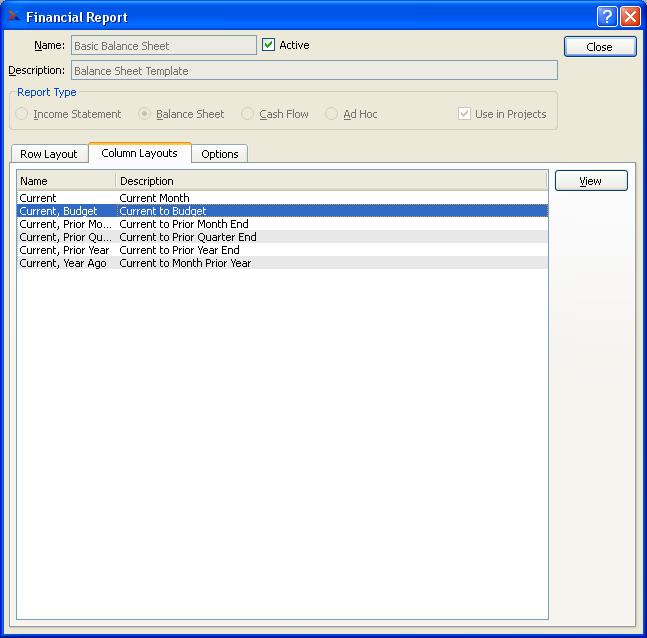 Financial Report
Name: Basic Balance Sheet Active Close
Description: Balance Sheet Template
Report Type
Income Statement Balance Sheet Cash Flow Ad Hoc Use in Projects
Row Layout Column Layouts Options
Name Description View
Current Current Month
Current, Budget Current to Budget
Current, Prior Mo... Current to Prior Month End
Current, Prior Qu... Current to Prior Quarter End
Current, Prior Year Current to Prior Year End
Current, Year Ago Current to Month Prior Year